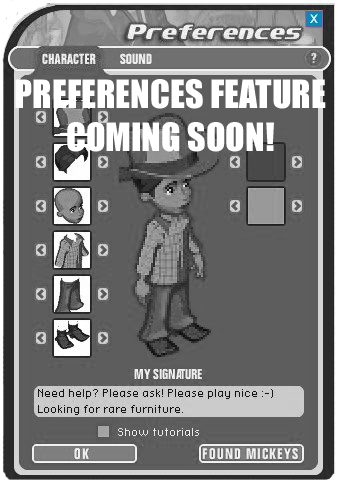 Preferences
X
CHARACTER SOUND ?
PREFERENCES FEATURE
COMING SOON!
MY SIGNATURE
Need help? Please ask! Please play nice :-)
Looking for rare furniture.
Show tutorials
OK FOUND MICKEYS